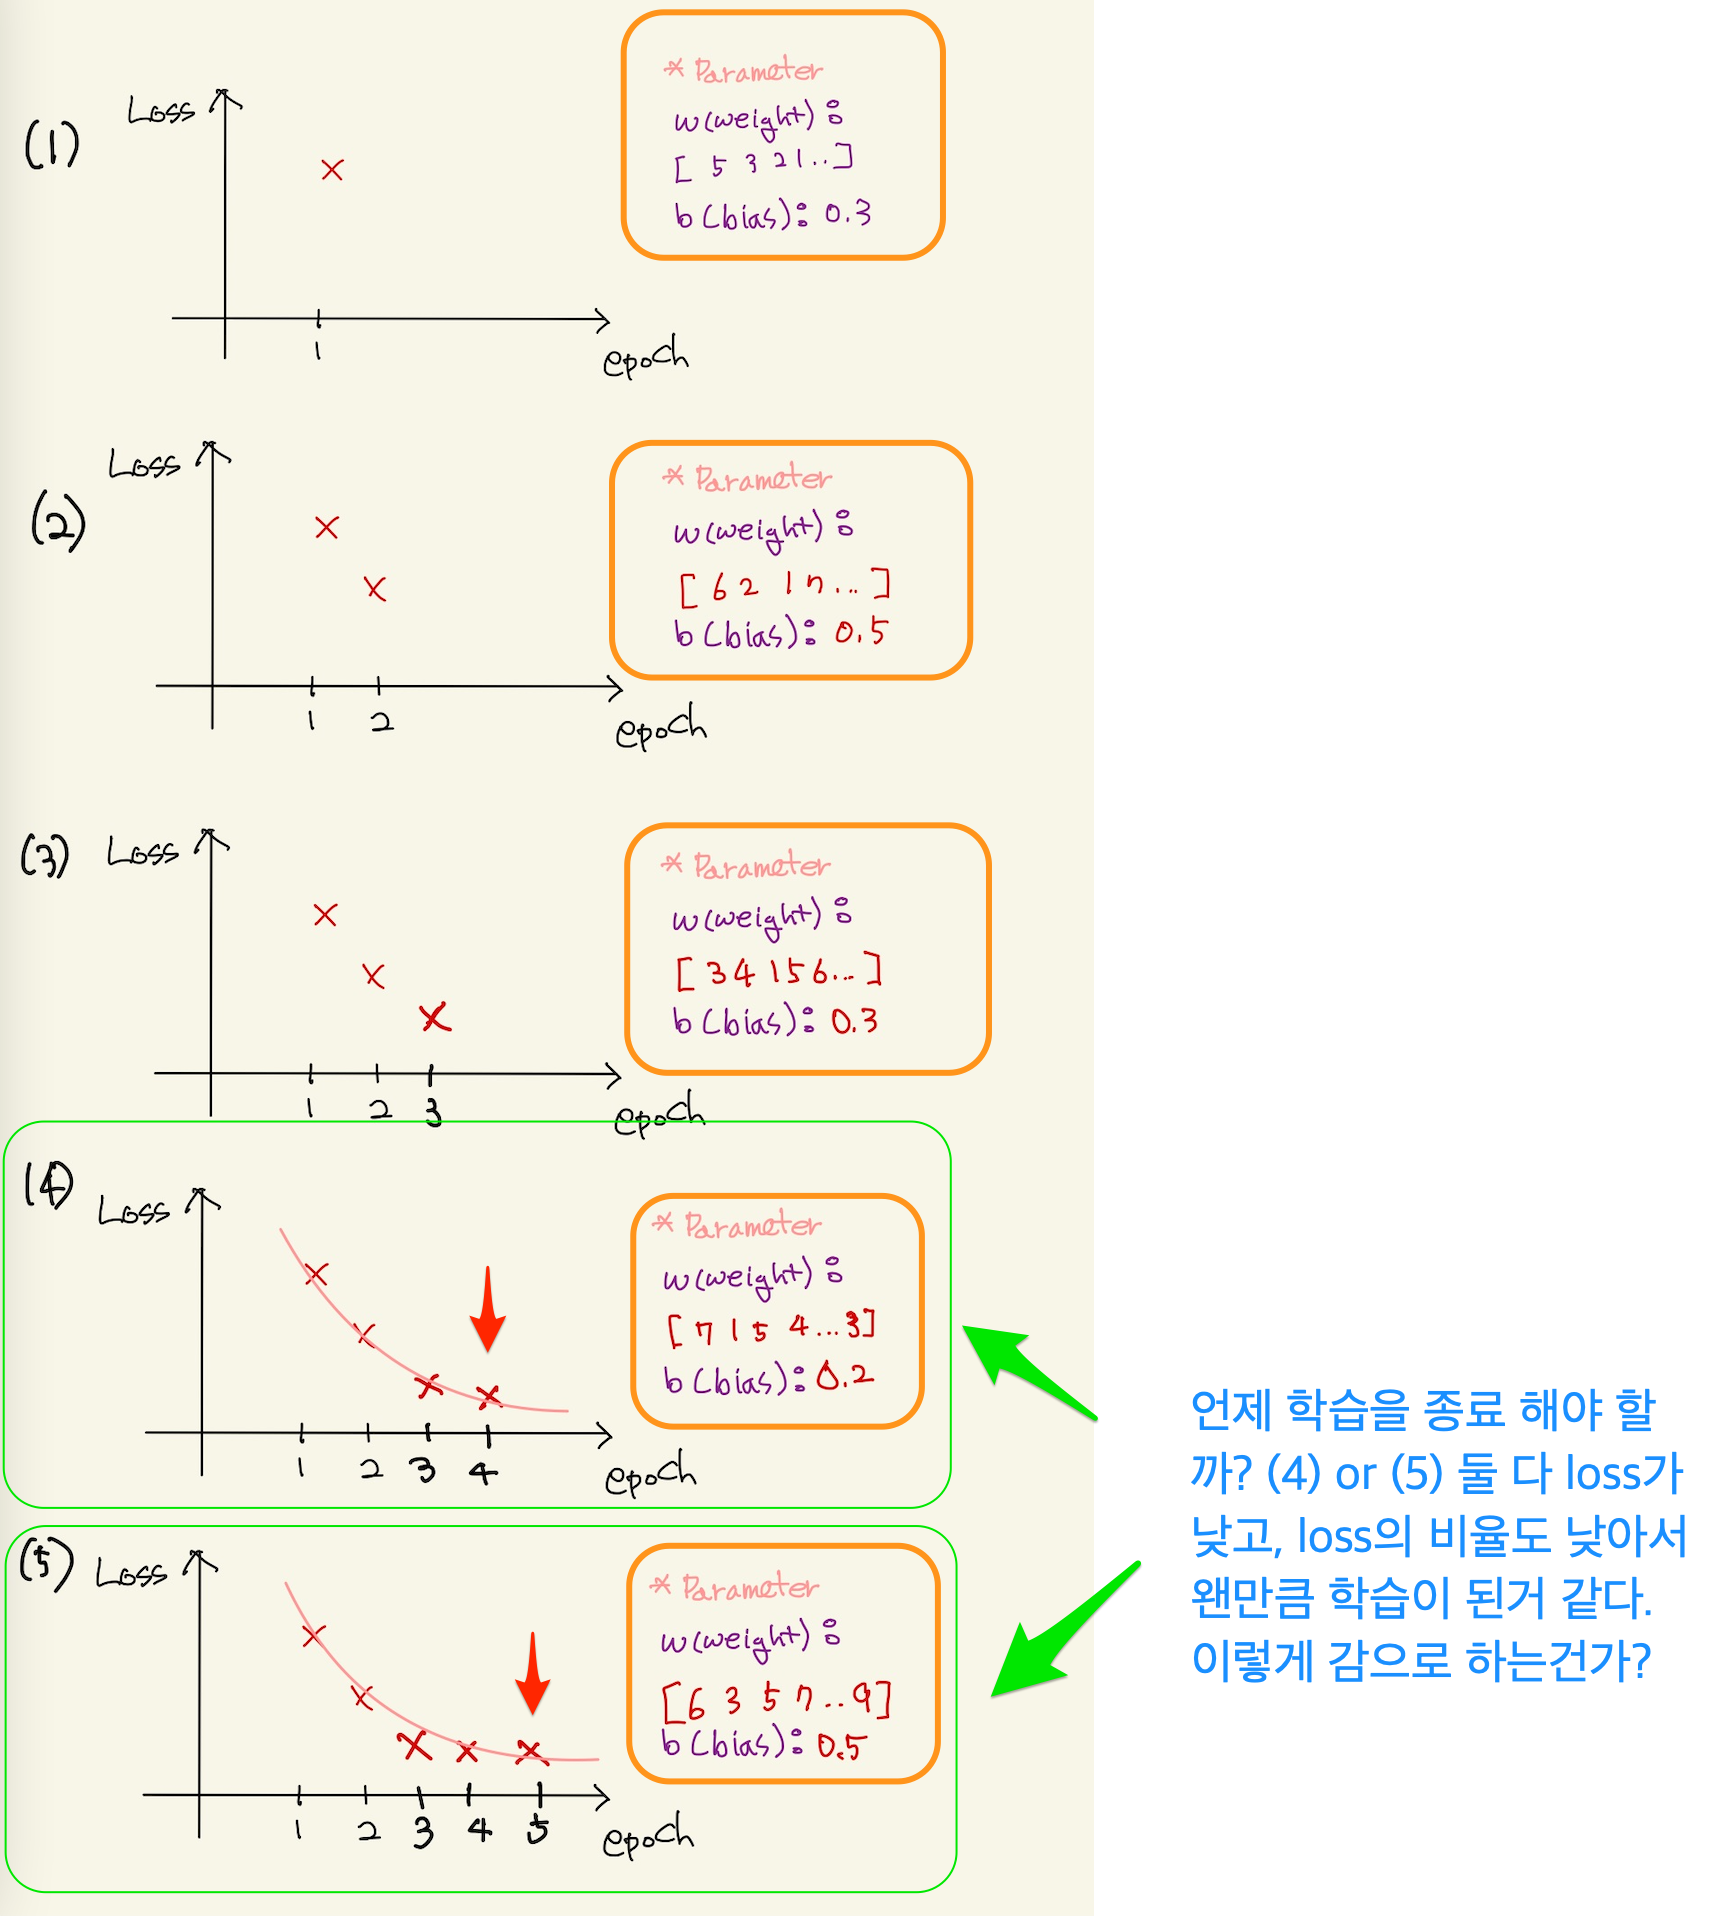 (1)
Loss
1
epoch
* Parameter
w(weight) :
[ 5 3 2 1 .. ]
b(bias): 0.3
(2)
Loss
1 2
epoch
* Parameter
w(weight) :
[ 6 2 1 7 ... ]
b(bias): 0.5
(3)
Loss
1 2 3
epoch
* Parameter
w(weight) :
[ 3 4 1 5 6 ... ]
b(bias): 0.3
(4)
Loss
1 2 3 4
epoch
* Parameter
w(weight) :
[ 7 1 5 4 ... 3 ]
b(bias): 0.2
(5)
Loss
1 2 3 4 5
epoch
* Parameter
w(weight) :
[ 6 3 5 7 .. 9 ]
b(bias): 0.5
언제 학습을 종료 해야 할
까? (4) or (5) 둘 다 loss가
낮고, loss의 비율도 낮아서
왠만큼 학습이 된거 같다.
이렇게 감으로 하는건가?